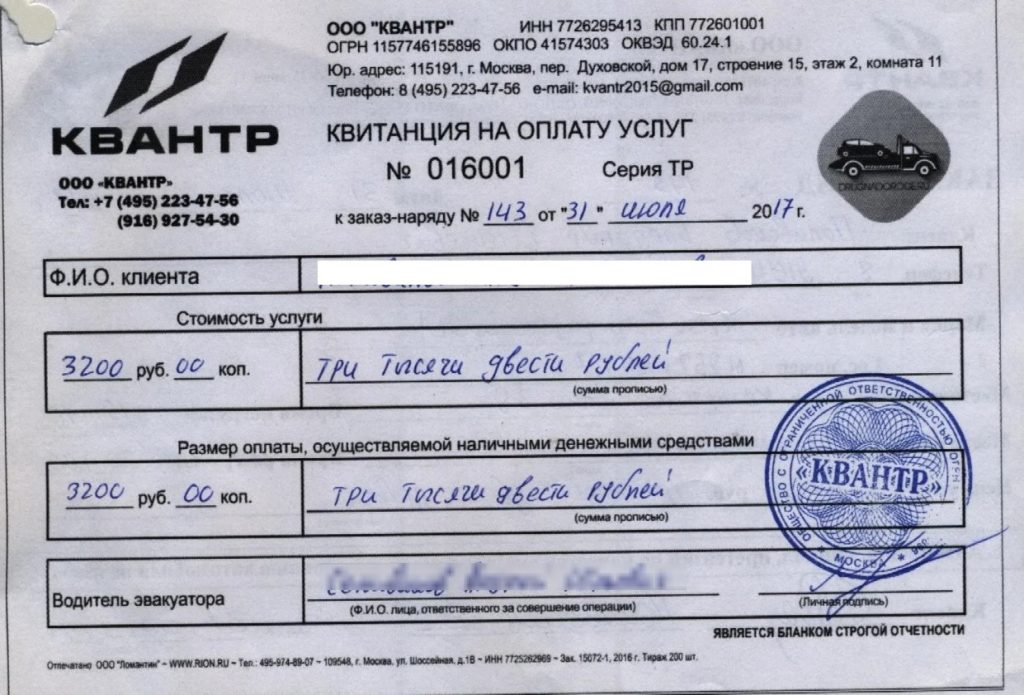 КВАНТР
ООО «КВАНТР»
Тел: +7 (495) 223-47-56
(916) 927-54-30
ООО "КВАНТР" ИНН 7726295413 КПП 772601001
ОГРН 1157746155896 ОКПО 41574303 ОКВЭД 60.24.1
Юр. адрес: 115191, г. Москва, пер. Духовской, дом 17, строение 15, этаж 2, комната 11
Телефон: 8 (495) 223-47-56 e-mail: kvantr2015@gmail.com
КВИТАНЦИЯ НА ОПЛАТУ УСЛУГ
№ 016001 Серия ТР
к заказ-наряду № 143 от "31" июля 2017 г.
DRUGNADOROGE.RU
Ф.И.О. клиента
Стоимость услуги
3200 руб. 00 коп. три тысячи двести рублей
(сумма прописью)
Размер оплаты, осуществляемой наличными денежными средствами
3200 руб. 00 коп. три тысячи двести рублей
(сумма прописью)
ОБЩЕСТВО С ОГРАНИЧЕННОЙ ОТВЕТСТВЕННОСТЬЮ ОГРН
«КВАНТР»
* МОСКВА *
Водитель эвакуатора
(Ф.И.О. лица, ответственного за совершение операции) (Личная подпись)
ЯВЛЯЕТСЯ БЛАНКОМ СТРОГОЙ ОТЧЕТНОСТИ
Отпечатано ООО "Ломантин" ~ WWW.RION.RU ~ Тел.: 495-974-89-07 ~ 109548, г. Москва, ул. Шоссейная, д.1В ~ ИНН 7725262969 ~ Зак. 15072-1, 2016 г. Тираж 200 шт.